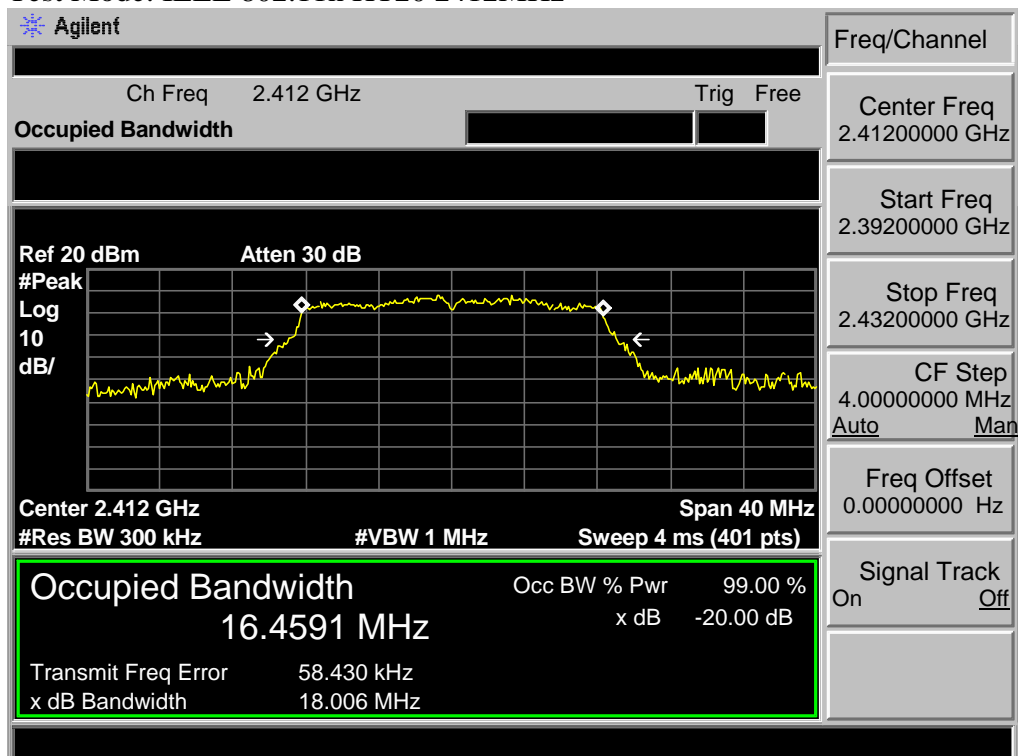 Agilent
Freq/Channel
Ch Freq 2.412 GHz Trig Free
Occupied Bandwidth
Center Freq
2.41200000 GHz
Start Freq
2.39200000 GHz
Ref 20 dBm Atten 30 dB
#Peak
Log
10
dB/
Stop Freq
2.43200000 GHz
CF Step
4.00000000 MHz
Auto Man
Freq Offset
0.00000000 Hz
Center 2.412 GHz Span 40 MHz
#Res BW 300 kHz #VBW 1 MHz Sweep 4 ms (401 pts)
Signal Track
On Off
Occupied Bandwidth
16.4591 MHz
Occ BW % Pwr 99.00 %
x dB -20.00 dB
Transmit Freq Error 58.430 kHz
x dB Bandwidth 18.006 MHz